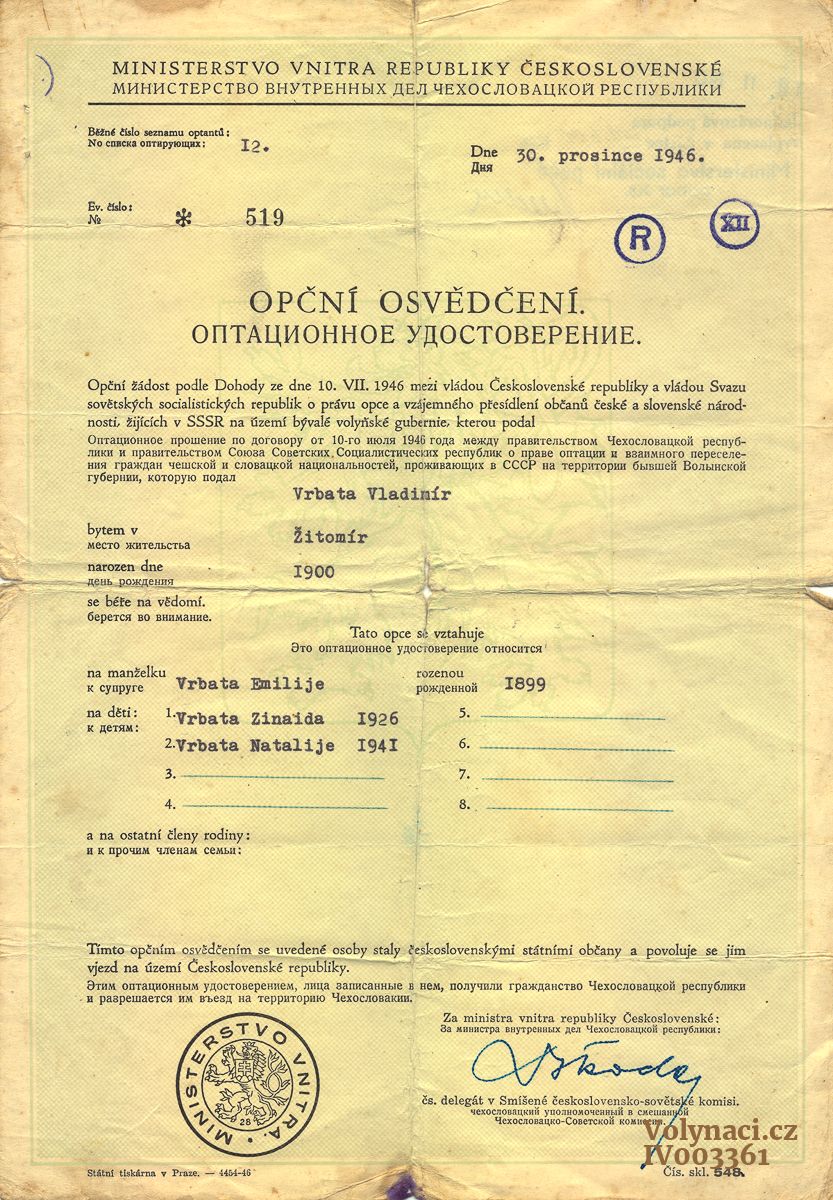 MINISTERSTVO VNITRA REPUBLIKY ČESKOSLOVENSKÉ
МИНИСТЕРСТВО ВНУТРЕННЫХ ДЕЛ ЧЕХОСЛОВАЦКОЙ РЕСПУБЛИКИ
Běžné číslo seznamu optantů:
No списка оптирующих: I2.
Dne
Дня 30. prosince I946.
Ev. číslo:
№ * 519
R
XII
OPČNÍ OSVĚDČENÍ.
ОПТАЦИОННОЕ УДОСТОВЕРЕНИЕ.
Opční žádost podle Dohody ze dne 10. VII. 1946 mezi vládou Československé republiky a vládou Svazu
sovětských socialistických republik o právu opce a vzájemného přesídlení občanů české a slovenské národ-
nosti, žijících v SSSR na území bývalé volyňské gubernie, kterou podal
Оптационное прошение по договору от 10-го июля 1946 года между правительством Чехословацкой респуб-
лики и правительством Союза Советских Социалистических республик о праве оптации и взаимного переселе-
ния граждан чешской и словацкой национальностей, проживающих в СССР на территории бывшей Волынской
губернии, которую подал
Vrbata Vladimír
bytem v
место жительстьа Žitomír
narozen dne
день рождения I900
se béře na vědomí.
берется во внимание.
Tato opce se vztahuje
Это оптационное удостоверение относится
na manželku
к супруге Vrbata Emilije
rozenou
рожденной I899
na děti:
к детям:
1. Vrbata Zinaida I926
2. Vrbata Natalije I94I
3.
4.
5.
6.
7.
8.
a na ostatní členy rodiny:
и к прочим членам семьи:
Tímto opčním osvědčením se uvedené osoby staly československými státními občany a povoluje se jim
vjezd na území Československé republiky.
Этим оптационным удостоверением, лица записанные в нем, получили гражданство Чехословацкой республики
и разрешается им въезд на территорию Чехословакии.
Za ministra vnitra republiky Československé:
За министра внутренных дел Чехословацкой республики:
MINISTERSTVO VNITRA.
28
čs. delegát v Smíšené československo-sovětské komisi.
чехословацкий уполномоченный в смешанной
Чехословацко-Советской комиссии.
Volynaci.cz
IV003361
Státní tiskárna v Praze. — 4454-46
Čís. skl. 548.